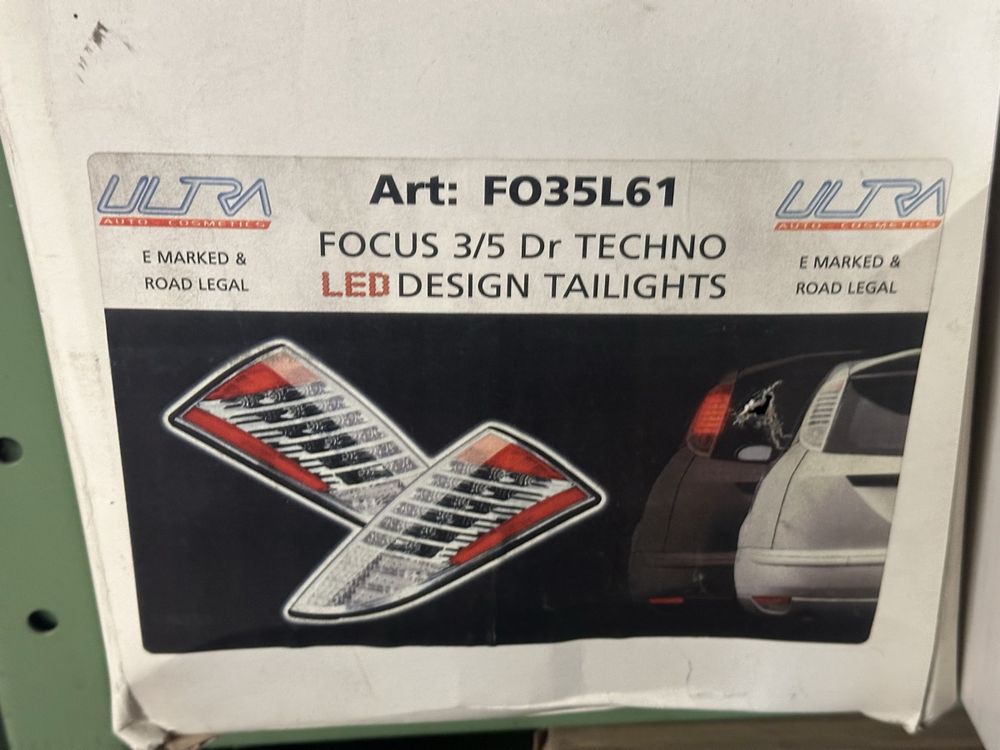 ULTRA
AUTO COSMETICS
E MARKED &
ROAD LEGAL
Art: FO35L61
FOCUS 3/5 Dr TECHNO
LED DESIGN TAILIGHTS
ULTRA
AUTO COSMETICS
E MARKED &
ROAD LEGAL